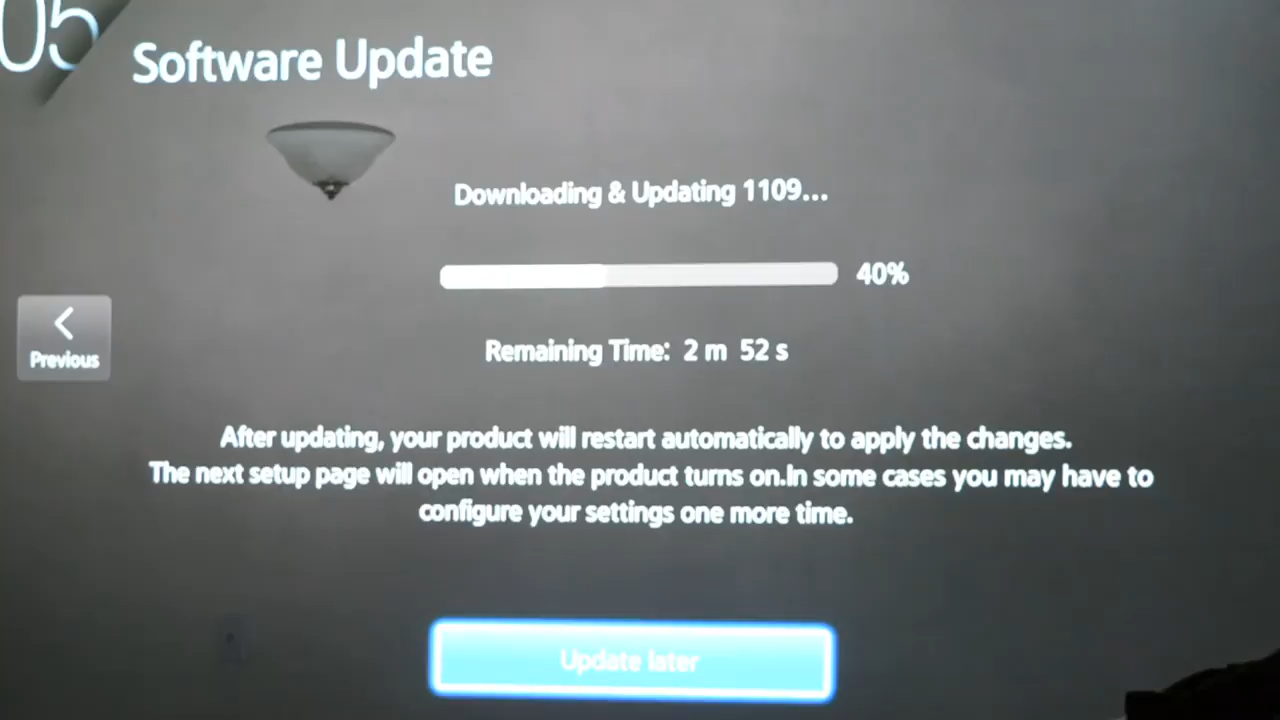 05
Software Update
Downloading & Updating 1109...
40%
Previous
Remaining Time: 2 m 52 s
After updating, your product will restart automatically to apply the changes.
The next setup page will open when the product turns on.In some cases you may have to
configure your settings one more time.
Update later